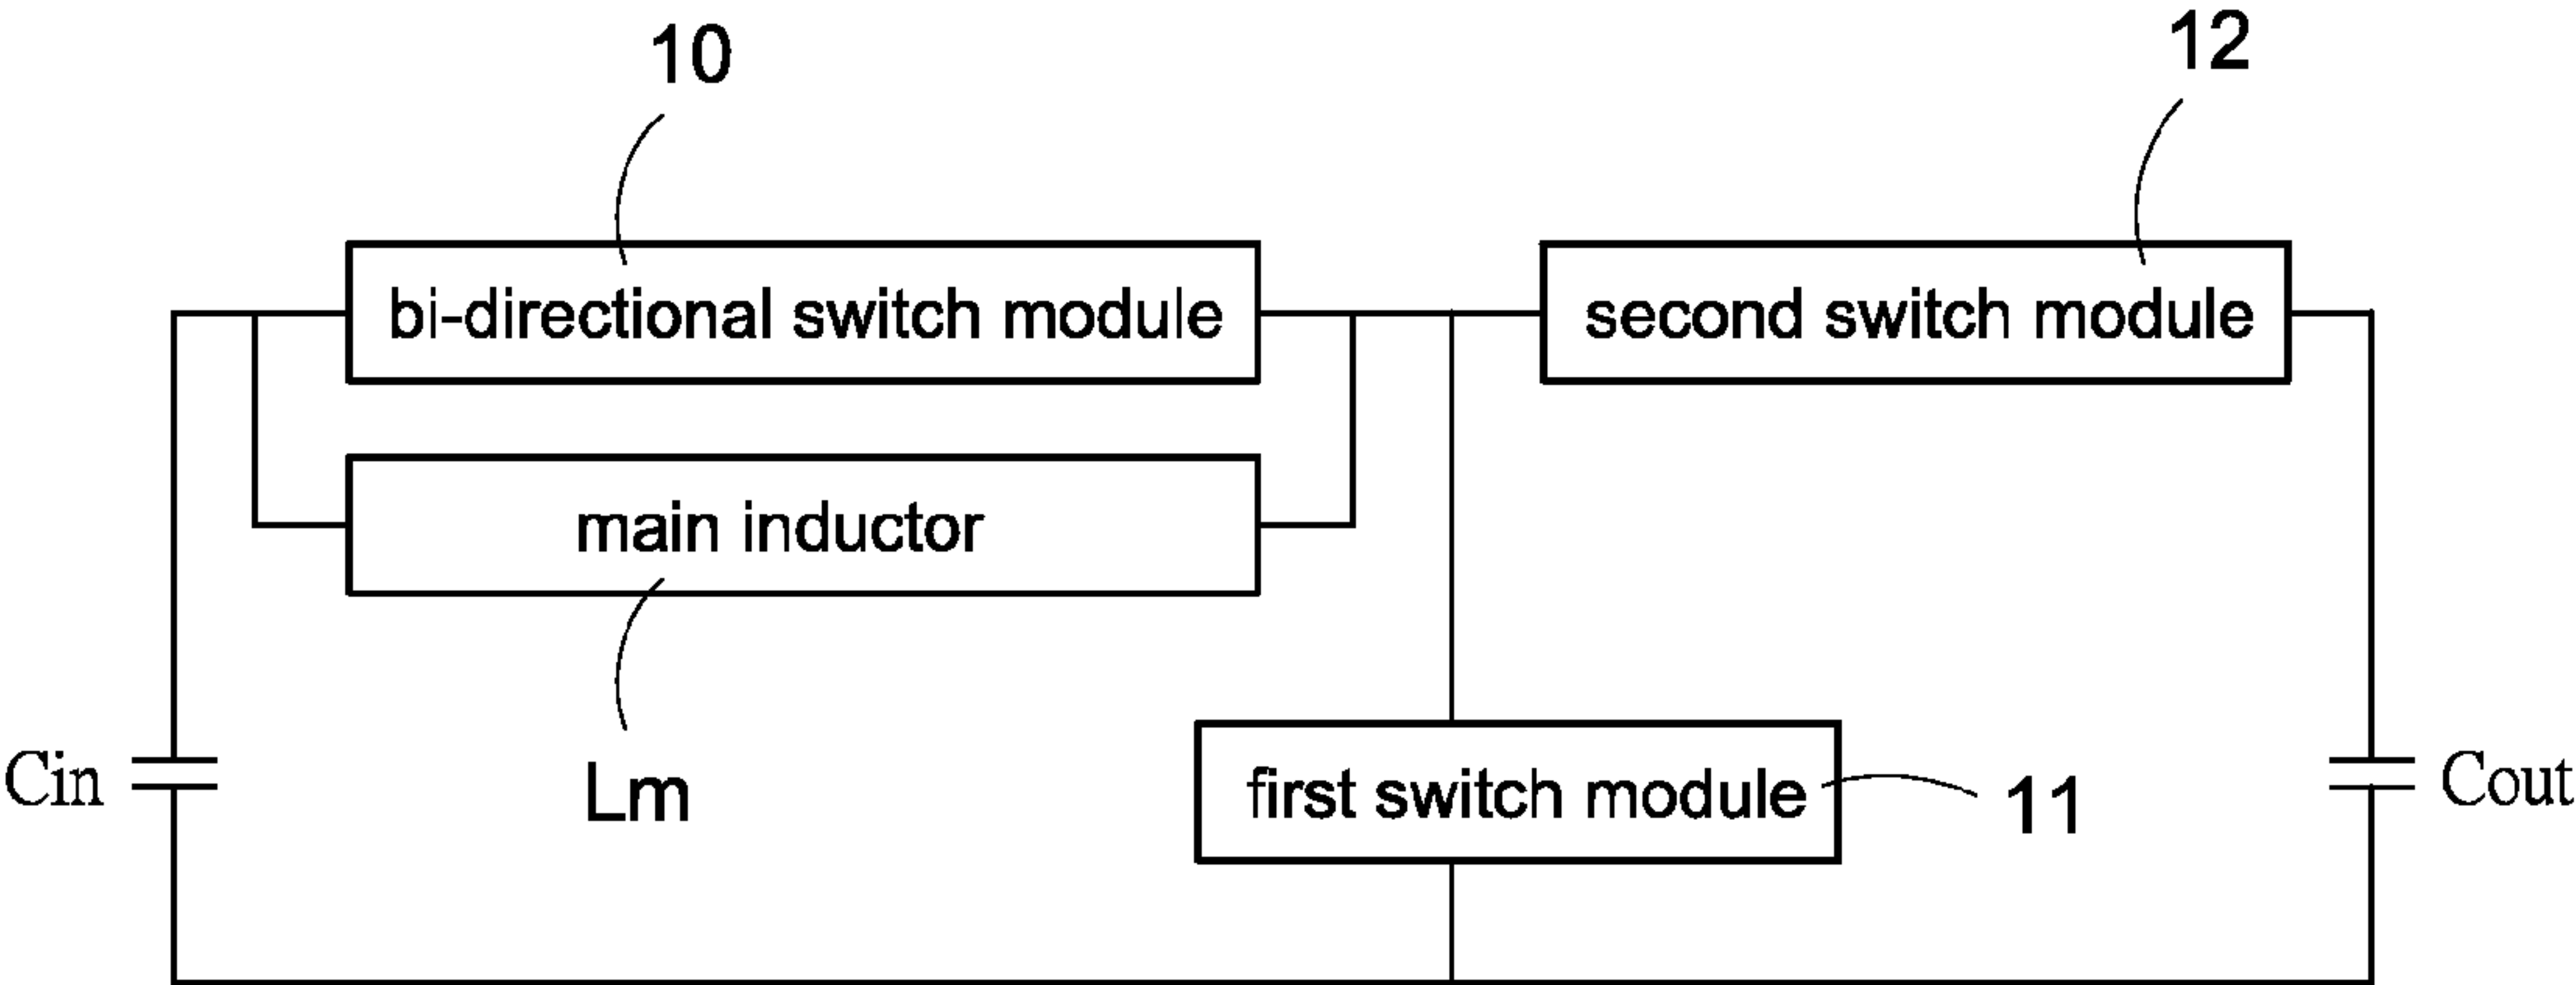 10
12
bi-directional switch module
second switch module
main inductor
Cin
Lm
first switch module
11
Cout